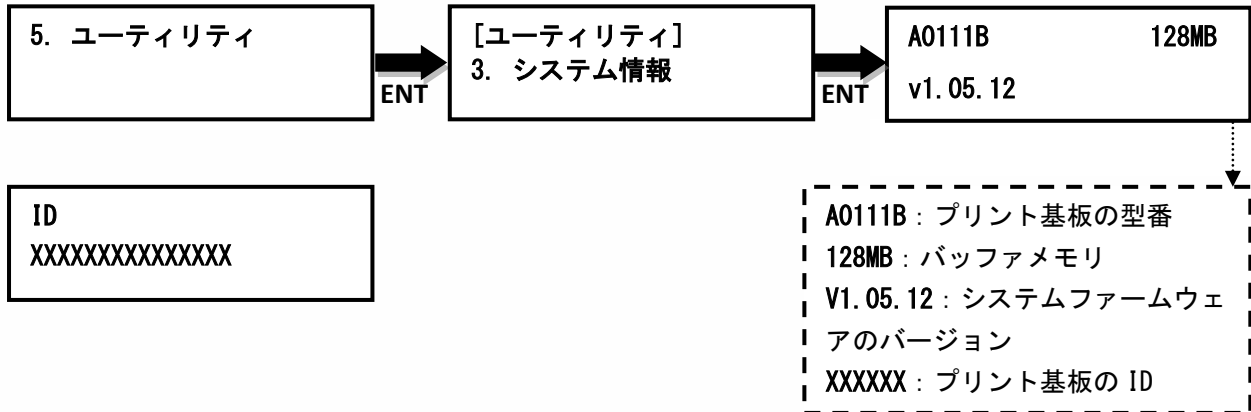 5. ユーティリティ
ENT
[ユーティリティ]
3. システム情報
ENT
A0111B 128MB
v1.05.12
ID
XXXXXXXXXXXXXXX
A0111B：プリント基板の型番
128MB：バッファメモリ
V1.05.12：システムファームウェ
アのバージョン
XXXXXX：プリント基板の ID